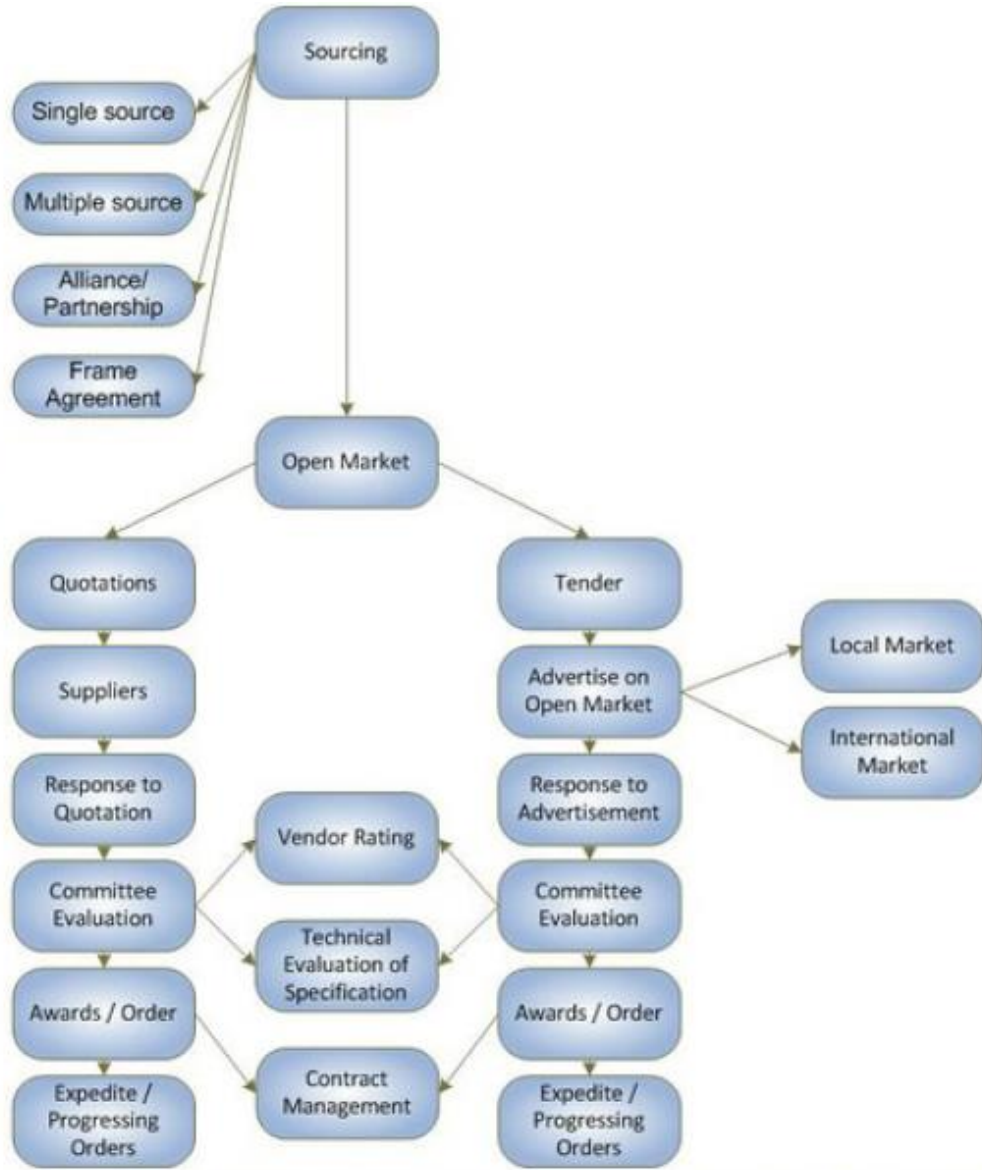 Sourcing
Single source
Multiple source
Alliance/
Partnership
Frame
Agreement
Open Market
Quotations
Tender
Suppliers
Advertise on
Open Market
Local Market
International
Market
Response to
Quotation
Response to
Advertisement
Vendor Rating
Committee
Evaluation
Committee
Evaluation
Technical
Evaluation of
Specification
Awards / Order
Awards / Order
Contract
Management
Expedite /
Progressing
Orders
Expedite /
Progressing
Orders